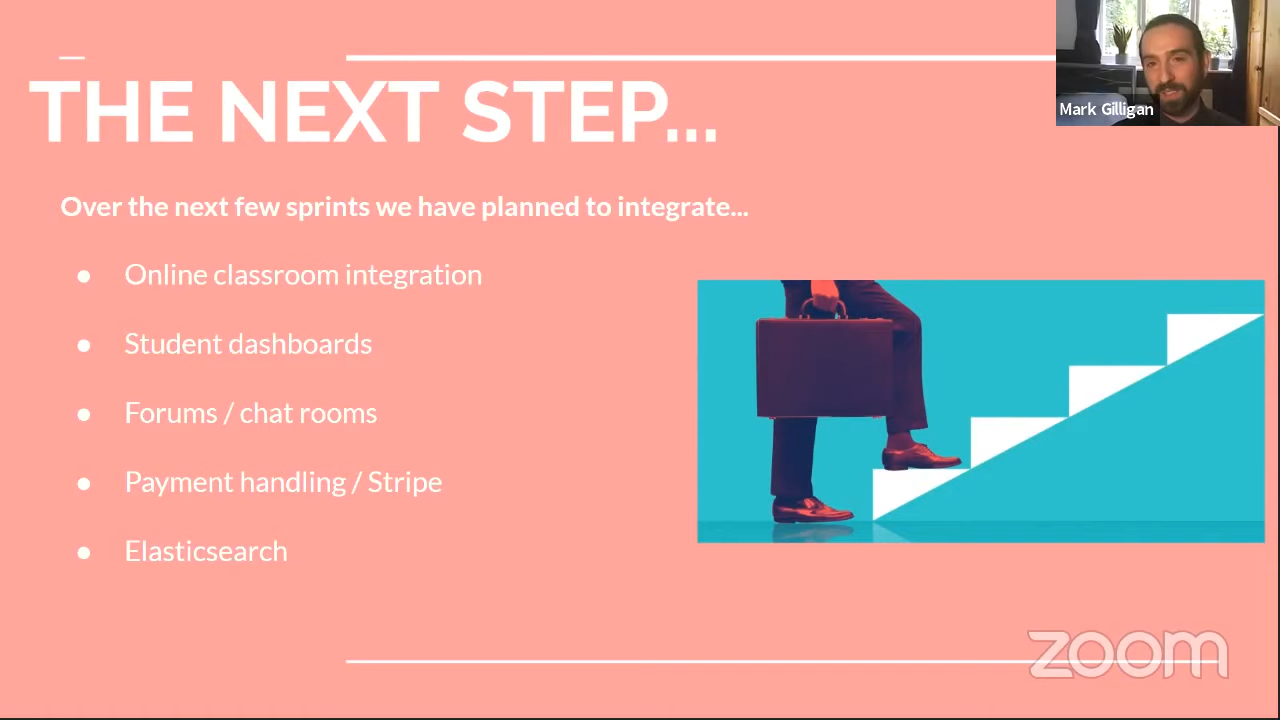 THE NEXT STEP...
Mark Gilligan
Over the next few sprints we have planned to integrate...
● Online classroom integration
● Student dashboards
● Forums / chat rooms
● Payment handling / Stripe
● Elasticsearch
zoom